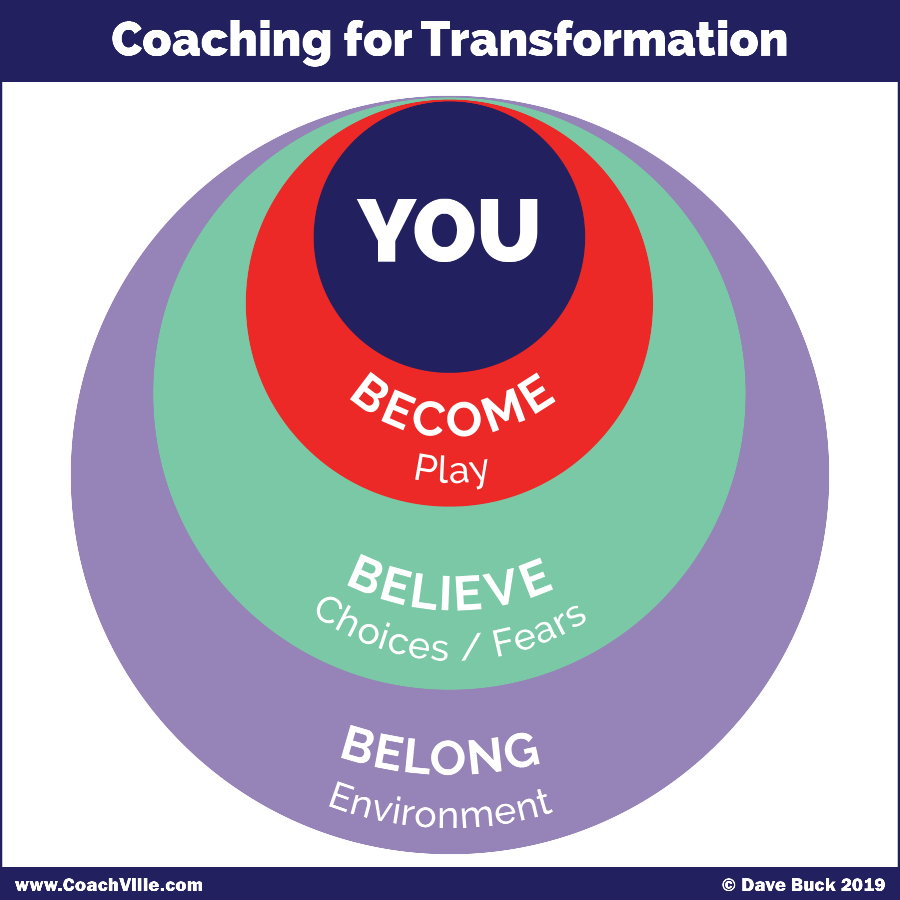 Coaching for Transformation
YOU
BECOME
Play
BELIEVE
Choices / Fears
BELONG
Environment
www.CoachVille.com
© Dave Buck 2019